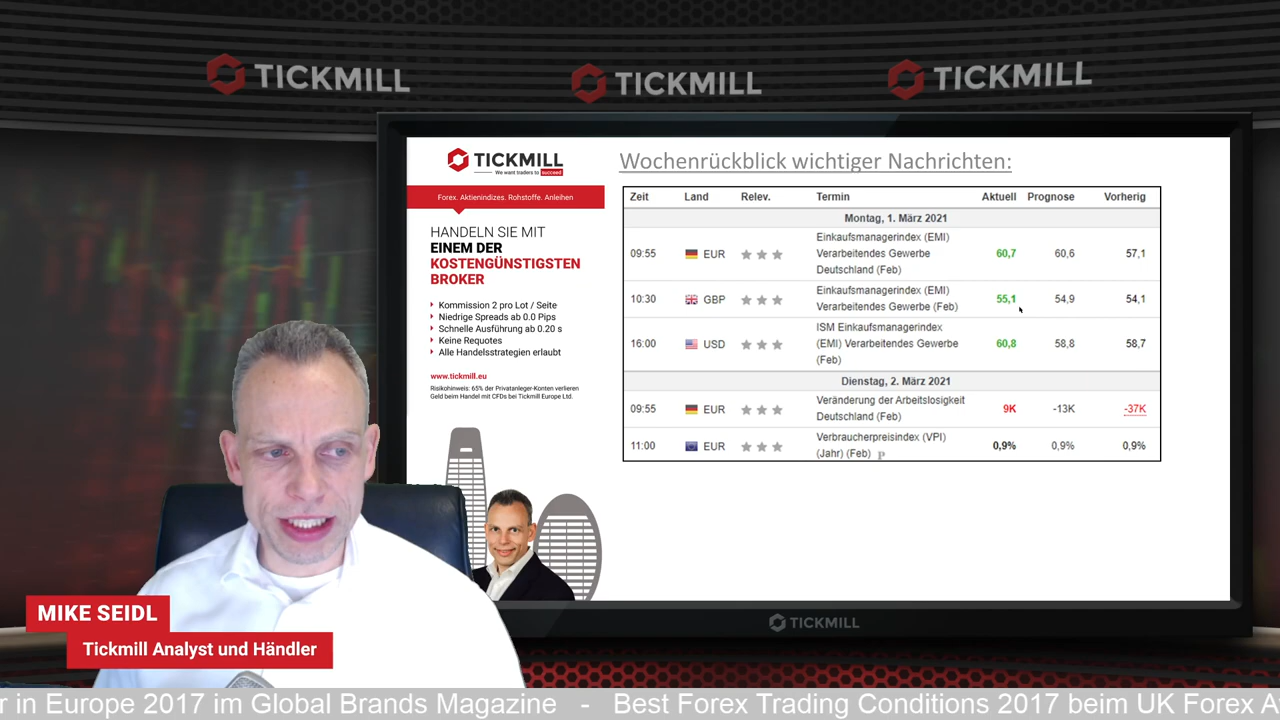 TICKMILL
TICKMILL
TICKMILL
TICKMILL
We want traders to succeed
Forex. Aktienindizes. Rohstoffe. Anleihen
HANDELN SIE MIT
EINEM DER
KOSTENGÜNSTIGSTEN
BROKER
Kommission 2 pro Lot / Seite
Niedrige Spreads ab 0.0 Pips
Schnelle Ausführung ab 0.20 s
Keine Requotes
Alle Handelsstrategien erlaubt
www.tickmill.eu
Risikohinweis: 65% der Privatanleger-Konten verlieren
Geld beim Handel mit CFDs bei Tickmill Europe Ltd.
Wochenrückblick wichtiger Nachrichten:
Zeit Land Relev. Termin Aktuell Prognose Vorherig
Montag, 1. März 2021
Einkaufsmanagerindex (EMI)
09:55 EUR Verarbeitendes Gewerbe 60,7 60,6 57,1
Deutschland (Feb)
Einkaufsmanagerindex (EMI)
10:30 GBP 55,1 54,9 54,1
Verarbeitendes Gewerbe (Feb)
ISM Einkaufsmanagerindex
16:00 USD (EMI) Verarbeitendes Gewerbe 60,8 58,8 58,7
(Feb)
Dienstag, 2. März 2021
Veränderung der Arbeitslosigkeit
09:55 EUR 9K -13K -37K
Deutschland (Feb)
Verbraucherpreisindex (VPI)
11:00 EUR 0,9% 0,9% 0,9%
(Jahr) (Feb) P
TICKMILL
MIKE SEIDL
Tickmill Analyst und Händler
r in Europe 2017 im Global Brands Magazine - Best Forex Trading Conditions 2017 beim UK Forex A